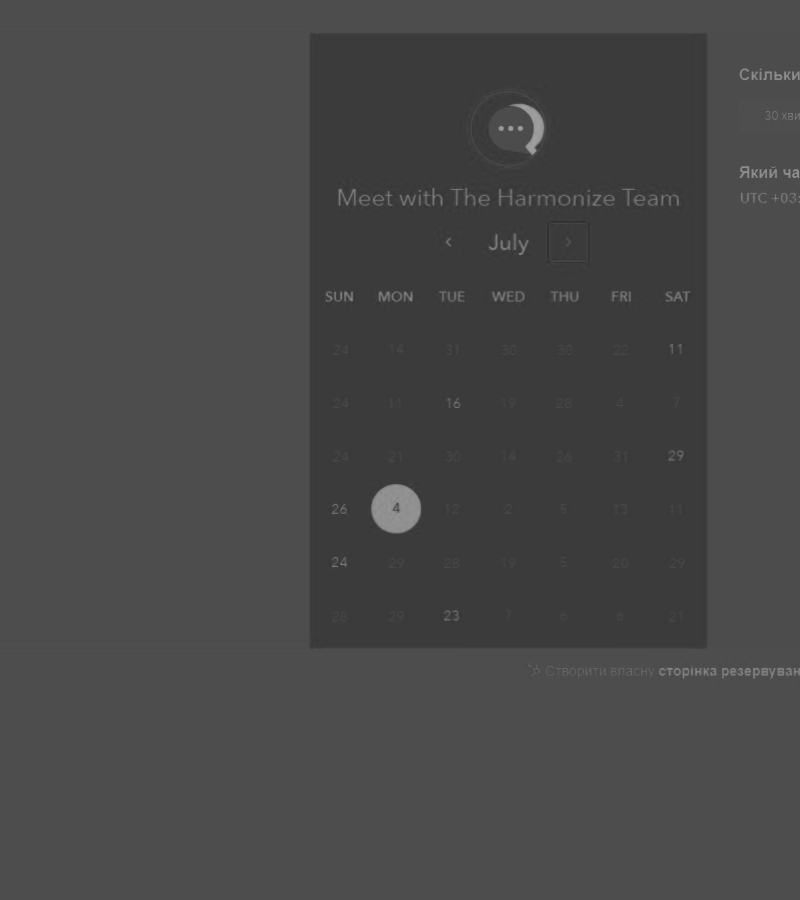 Скільки
30 хви
Який ча
UTC +03:
Meet with The Harmonize Team
July
SUN MON TUE WED THU FRI SAT
24 14 31 30 30 22 11
24 11 16 19 28 4 7
24 21 30 14 26 31 29
26 4 12 2 5 13 11
24 29 28 19 5 20 29
28 29 23 7 6 6 21
Створити власну сторінка резервуван